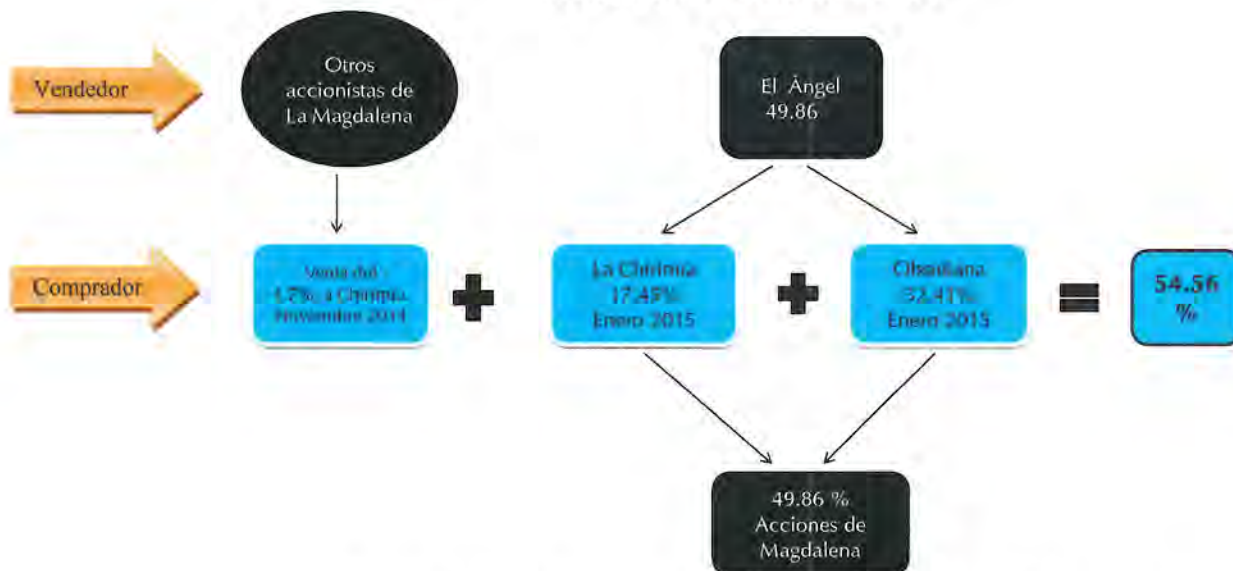 Vendedor
Otros
accionistas de
La Magdalena
El Àngel
49.86
Comprador
Venta del
4.7% a Chirimía
Noviembre 2014
La Chirimía
17.45%
Enero 2015
32.41%
Enero 2015
54.56
%
49.86 %
Acciones de
Magdalena